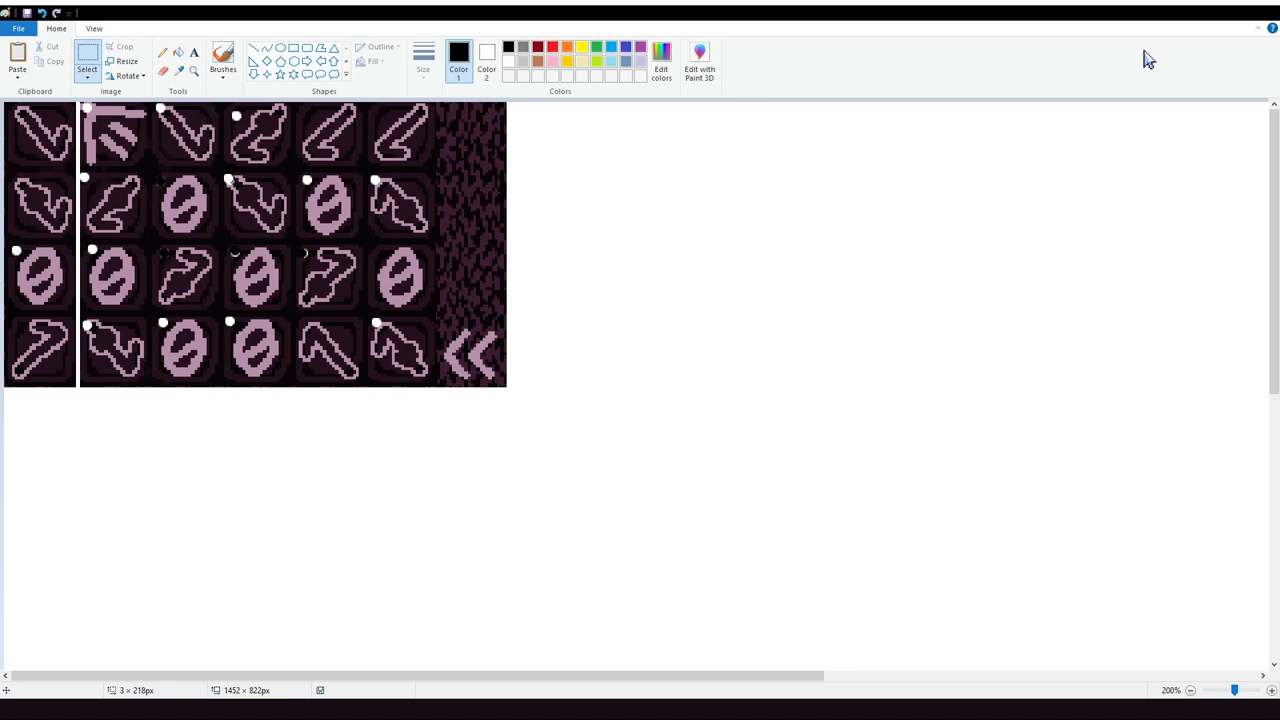 File Home View
Paste
Cut
Copy
Clipboard
Select
Crop
Resize
Rotate
Image
A
Tools
Brushes
Outline
Fill
Shapes
Size
Color
1
Color
2
Edit
colors
Colors
Edit with
Paint 3D
3 × 218px
1452 × 822px
200%